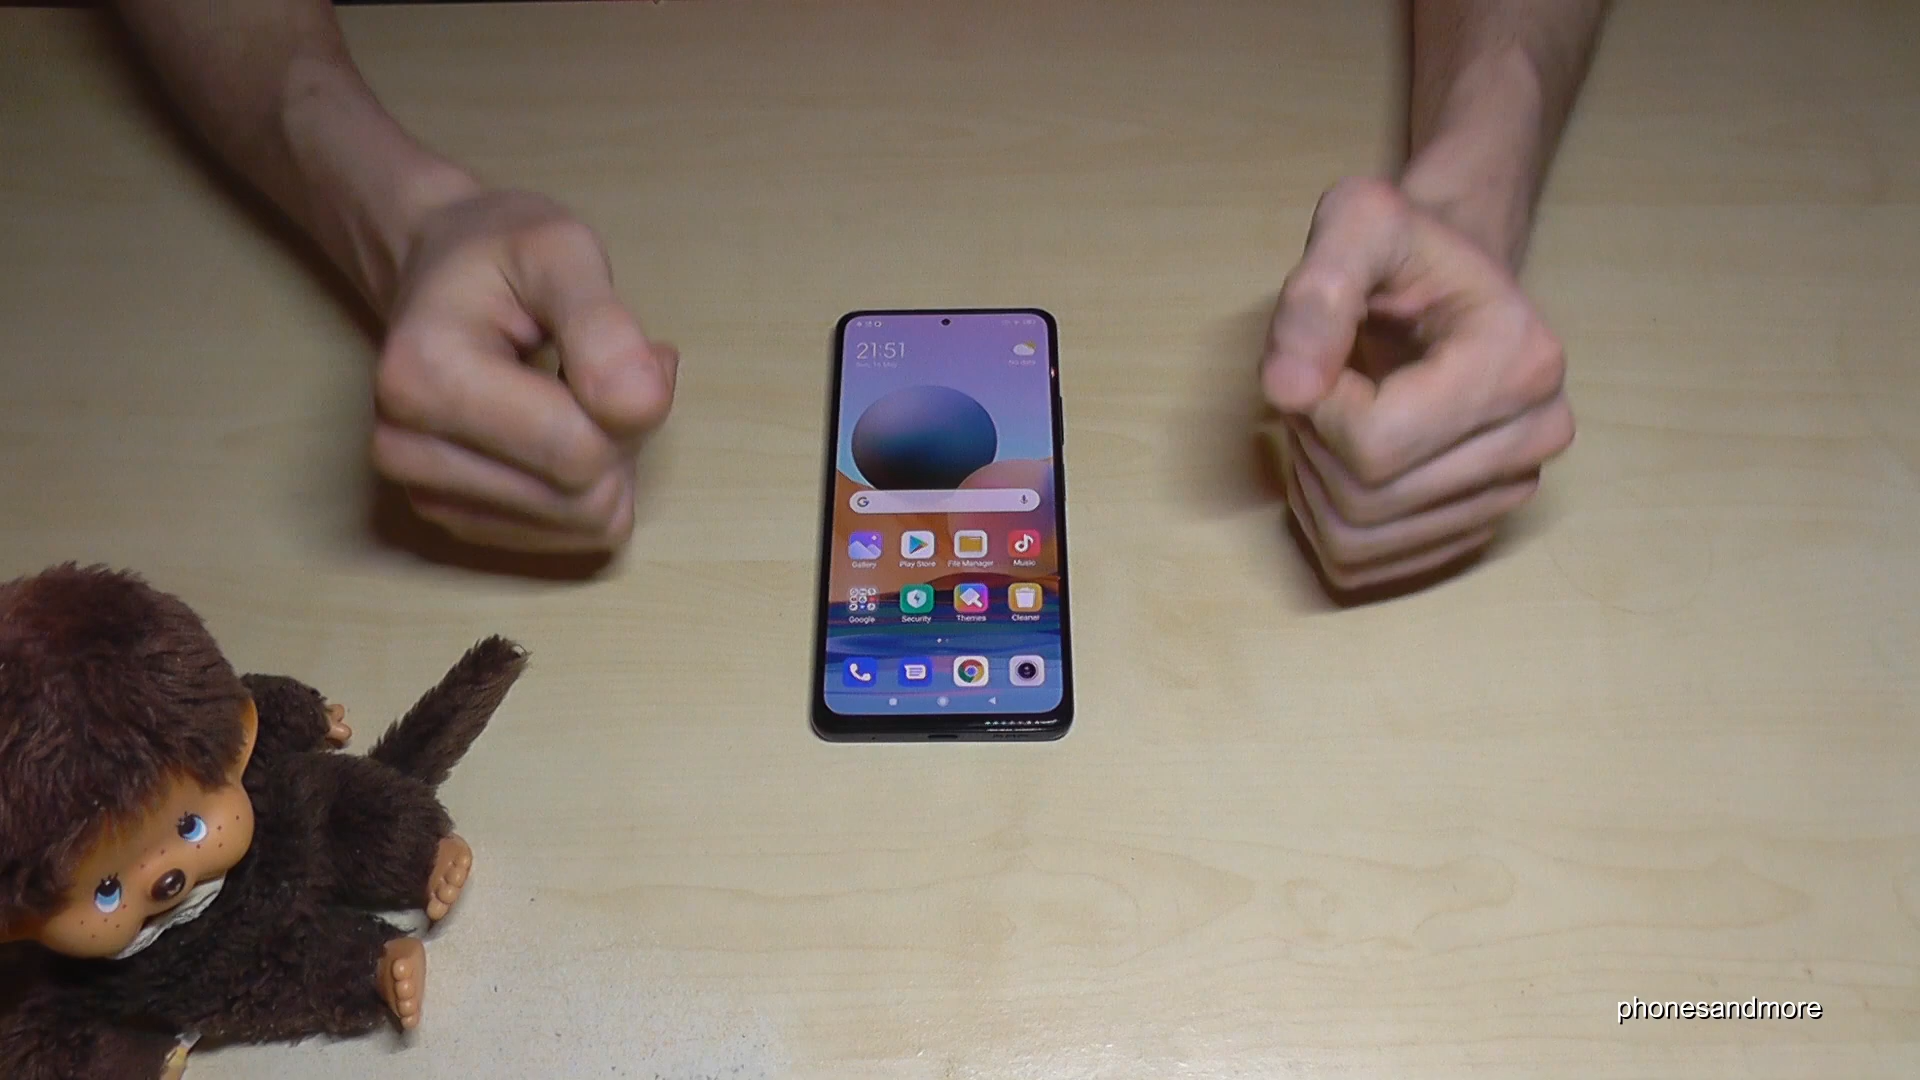 21:51
Gallery
Play Store
File Manager
Music
Google
Security
Themes
Cleaner
phonesandmore